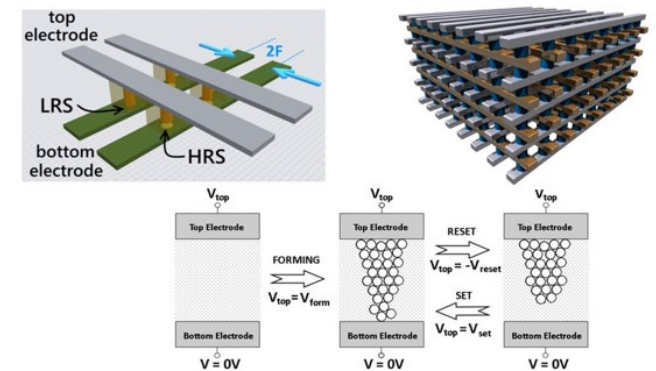 top
electrode
2F
LRS
bottom
electrode
HRS
V_top
V_top
V_top
Top Electrode
Top Electrode
Top Electrode
FORMING
V_top = V_form
RESET
V_top = -V_reset
SET
V_top = V_set
Bottom Electrode
Bottom Electrode
Bottom Electrode
V = 0V
V = 0V
V = 0V